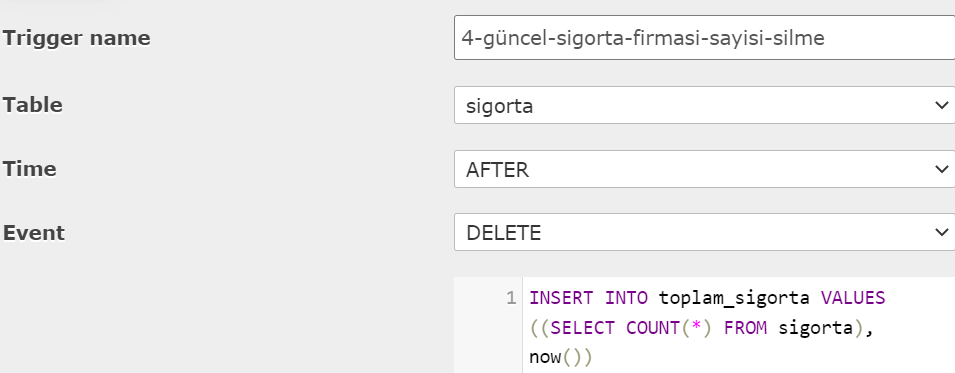 Trigger name
4-güncel-sigorta-firmasi-sayisi-silme
Table
sigorta
Time
AFTER
Event
DELETE
1 INSERT INTO toplam_sigorta VALUES
((SELECT COUNT(*) FROM sigorta),
now())